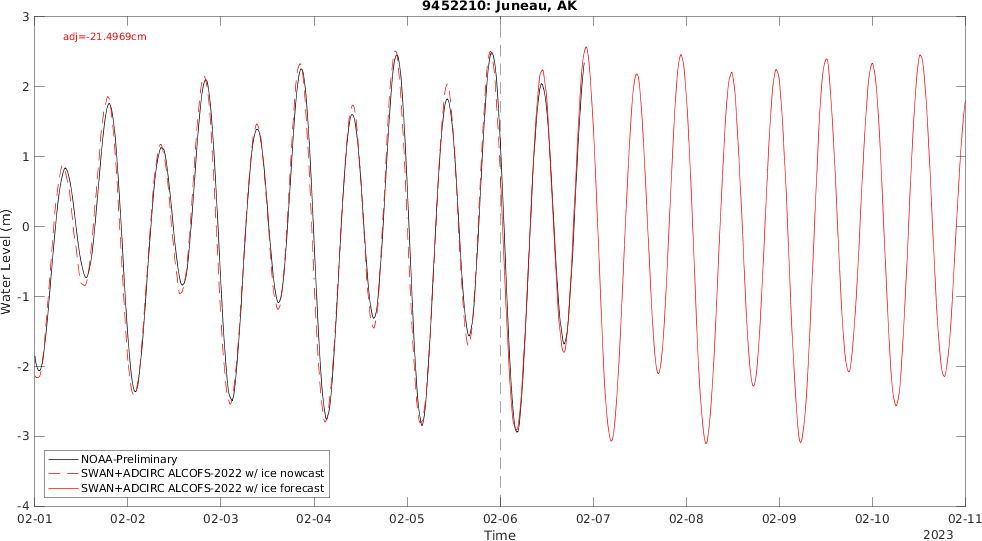 9452210: Juneau, AK
adj=-21.4969cm
3
2
1
0
-1
-2
-3
-4
Water Level (m)
NOAA-Preliminary
SWAN+ADCIRC ALCOFS-2022 w/ ice nowcast
SWAN+ADCIRC ALCOFS-2022 w/ ice forecast
02-01 02-02 02-03 02-04 02-05 02-06 02-07 02-08 02-09 02-10 02-11
Time
2023